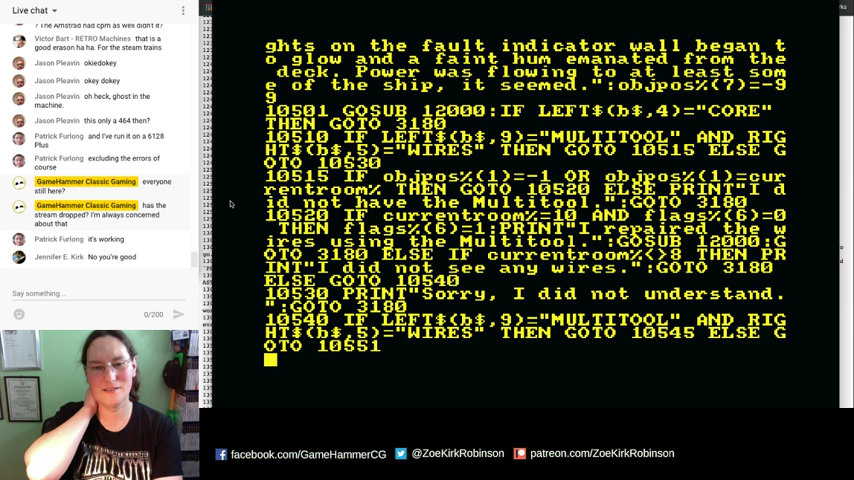 Live chat
? The Amstrad had cpm as well didn't it?
Victor Bart - RETRO Machines that is a
good erason ha ha. For the steam trains
Jason Pleavin okiedokey
Jason Pleavin okey dokey
Jason Pleavin oh heck, ghost in the
machine.
Jason Pleavin this only a 464 then?
Patrick Furlong and I've run it on a 6128
Plus
Patrick Furlong excluding the errors of
course
GameHammer Classic Gaming everyone
still here?
GameHammer Classic Gaming has the
stream dropped? I'm always concerned
about that
Patrick Furlong it's working
Jennifer E. Kirk No you're good
Say something...
0/200
ghts on the fault indicator wall began t
o glow and a faint hum emanated from the
deck. Power was flowing to at least som
e of the ship, it seemed.":objpos%(7)=-9
9
10501 GOSUB 12000:IF LEFT$(b$,4)="CORE"
THEN GOTO 3180
10510 IF LEFT$(b$,9)="MULTITOOL" AND RIG
HT$(b$,5)="WIRES" THEN GOTO 10515 ELSE G
OTO 10530
10515 IF objpos%(1)=-1 OR objpos%(1)=cur
rentroom% THEN GOTO 10520 ELSE PRINT"I d
id not have the Multitool.":GOTO 3180
10520 IF currentroom%=10 AND flags%(6)=0
THEN flags%(6)=1:PRINT"I repaired the w
ires using the Multitool.":GOSUB 12000:G
OTO 3180 ELSE IF currentroom%<>8 THEN PR
INT"I did not see any wires.":GOTO 3180
ELSE GOTO 10540
10530 PRINT"Sorry, I did not understand.
":GOTO 3180
10540 IF LEFT$(b$,9)="MULTITOOL" AND RIG
HT$(b$,5)="WIRES" THEN GOTO 10545 ELSE G
OTO 10551
facebook.com/GameHammerCG
@ZoeKirkRobinson
patreon.com/ZoeKirkRobinson